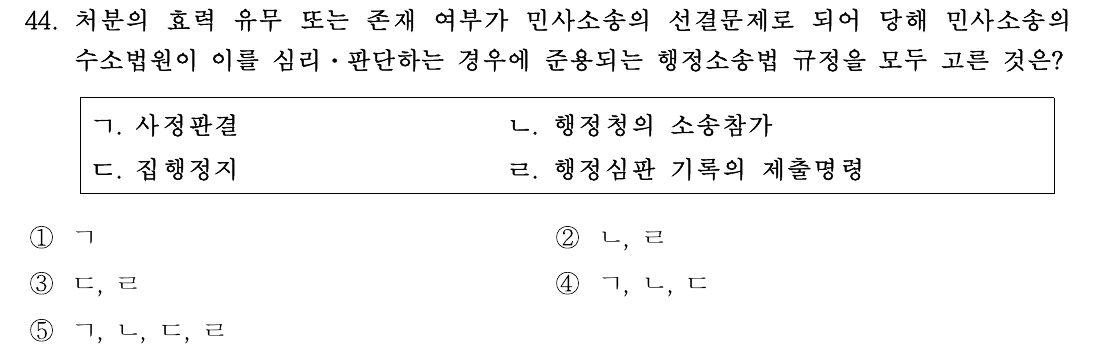 44. 처분의 효력 유무 또는 존재 여부가 민사소송의 선결문제로 되어 당해 민사소송의
수소법원이 이를 심리・판단하는 경우에 준용되는 행정소송법 규정을 모두 고른 것은?
ㄱ. 사정판결 ㄴ. 행정청의 소송참가
ㄷ. 집행정지 ㄹ. 행정심판 기록의 제출명령
① ㄱ ② ㄴ, ㄹ
③ ㄷ, ㄹ ④ ㄱ, ㄴ, ㄷ
⑤ ㄱ, ㄴ, ㄷ, ㄹ